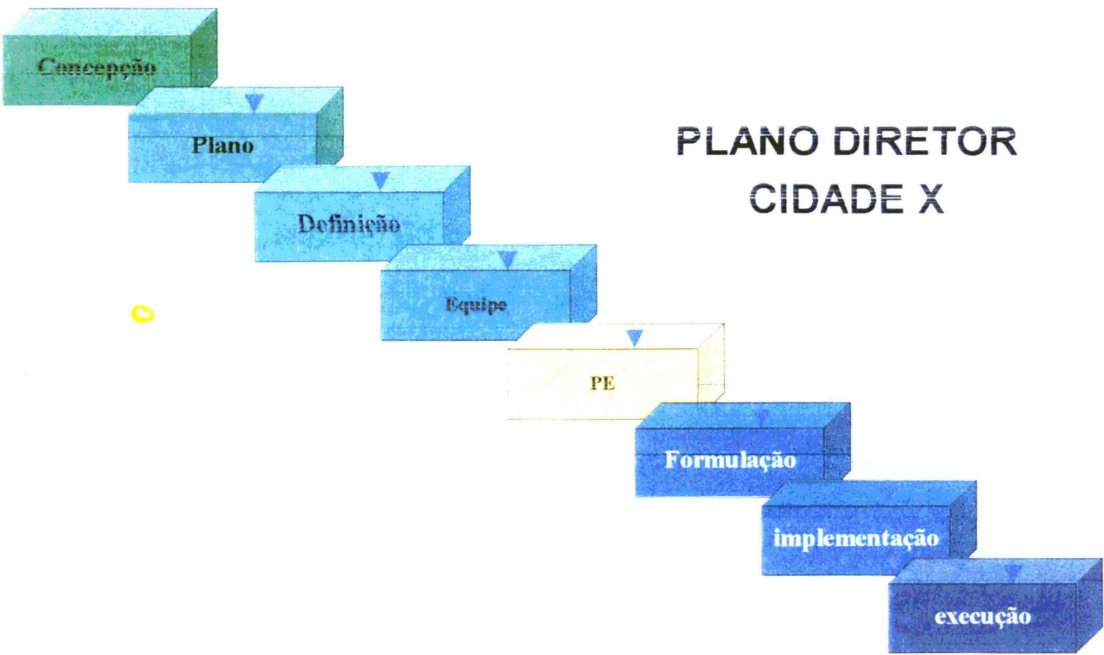 Concepção
Plano
PLANO DIRETOR
CIDADE X
Definição
Equipe
PE
Formulação
implementação
execução